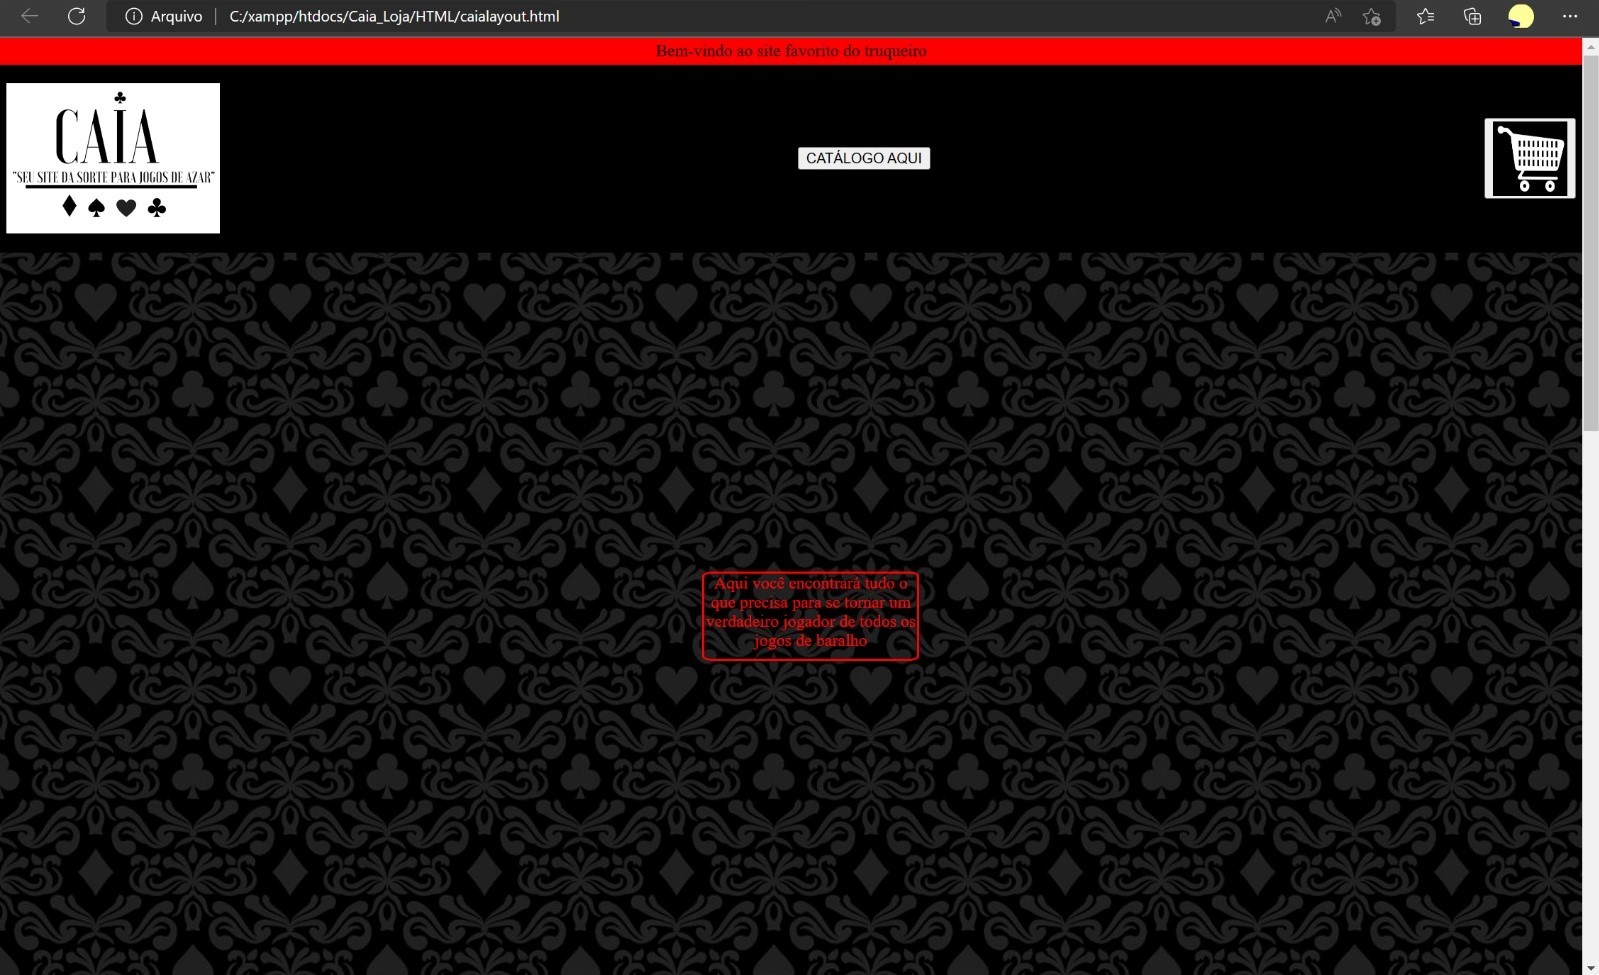 Arquivo
C:/xampp/htdocs/Caia_Loja/HTML/caialayout.html
Bem-vindo ao site favorito do truqueiro
CAIA
"SEU SITE DA SORTE PARA JOGOS DE AZAR"
CATÁLOGO AQUI
Aqui você encontrará tudo o
que precisa para se tornar um
verdadeiro jogador de todos os
jogos de baralho